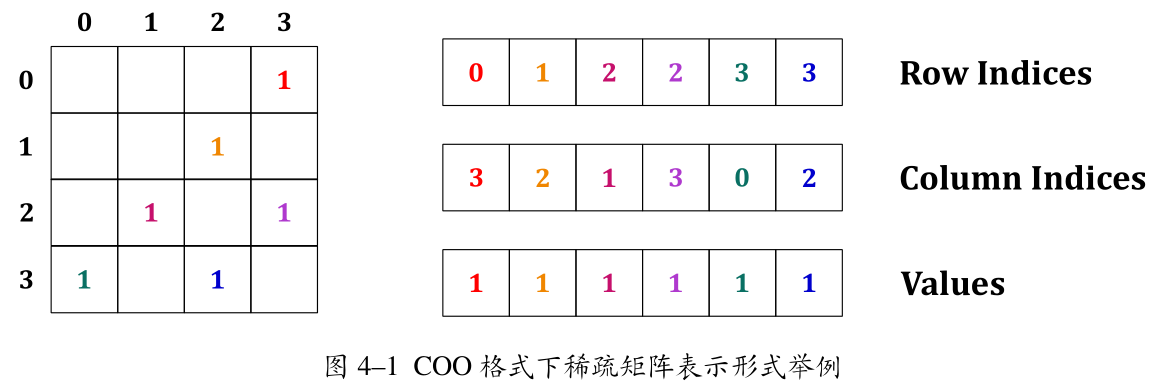 0 1 2 3
0 1
1 1
2 1 1
3 1 1
0 1 2 2 3 3 Row Indices
3 2 1 3 0 2 Column Indices
1 1 1 1 1 1 Values
图 4–1 COO 格式下稀疏矩阵表示形式举例